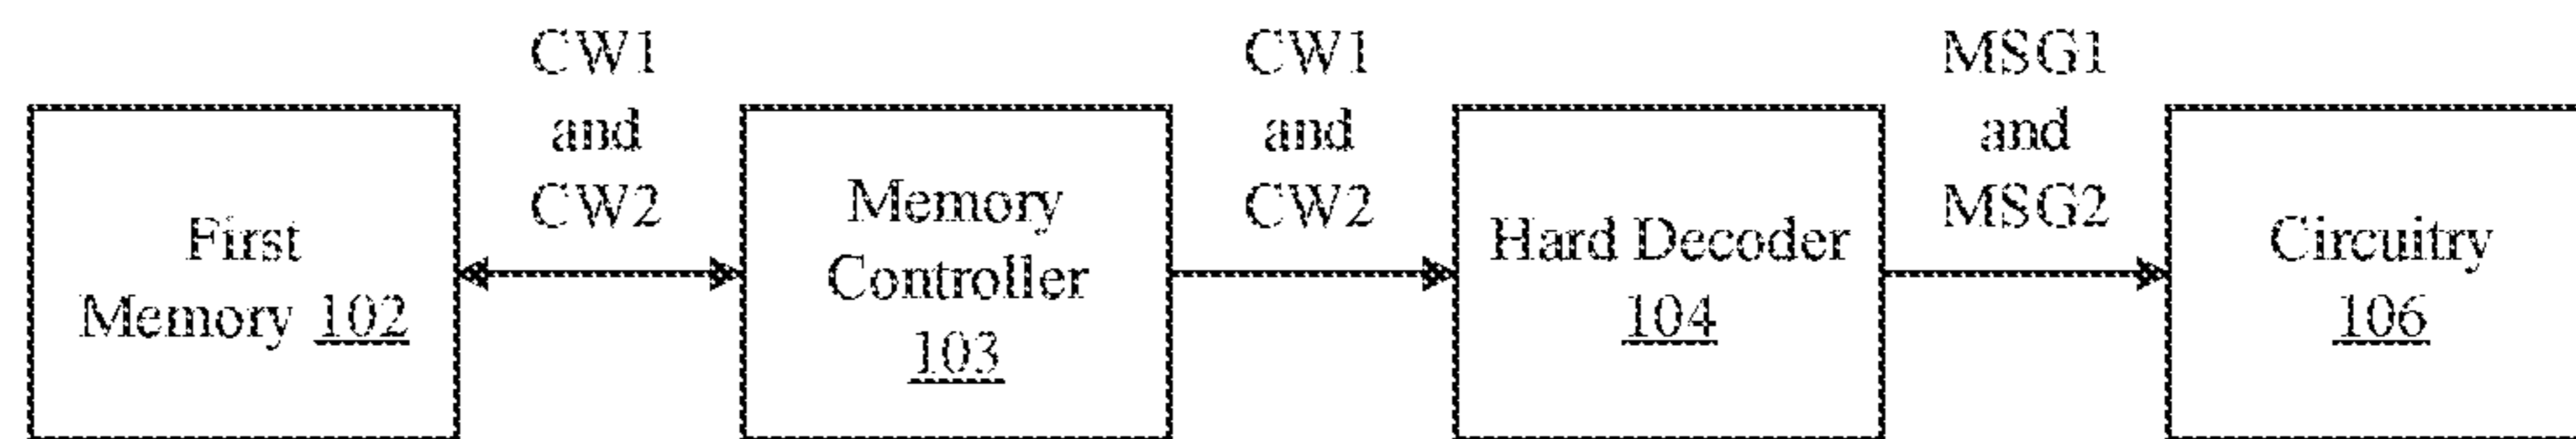 First
Memory 102
CW1
and
CW2
Memory
Controller
103
CW1
and
CW2
Hard Decoder
104
MSG1
and
MSG2
Circuitry
106